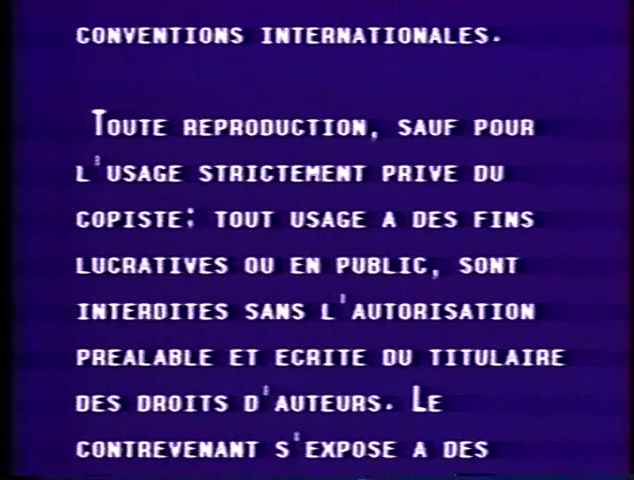 CONVENTIONS INTERNATIONALES.
TOUTE REPRODUCTION, SAUF POUR
L'USAGE STRICTEMENT PRIVE DU
COPISTE: TOUT USAGE A DES FINS
LUCRATIVES OU EN PUBLIC, SONT
INTERDITES SANS L'AUTORISATION
PREALABLE ET ECRITE DU TITULAIRE
DES DROITS D'AUTEURS. LE
CONTREVENANT S'EXPOSE A DES